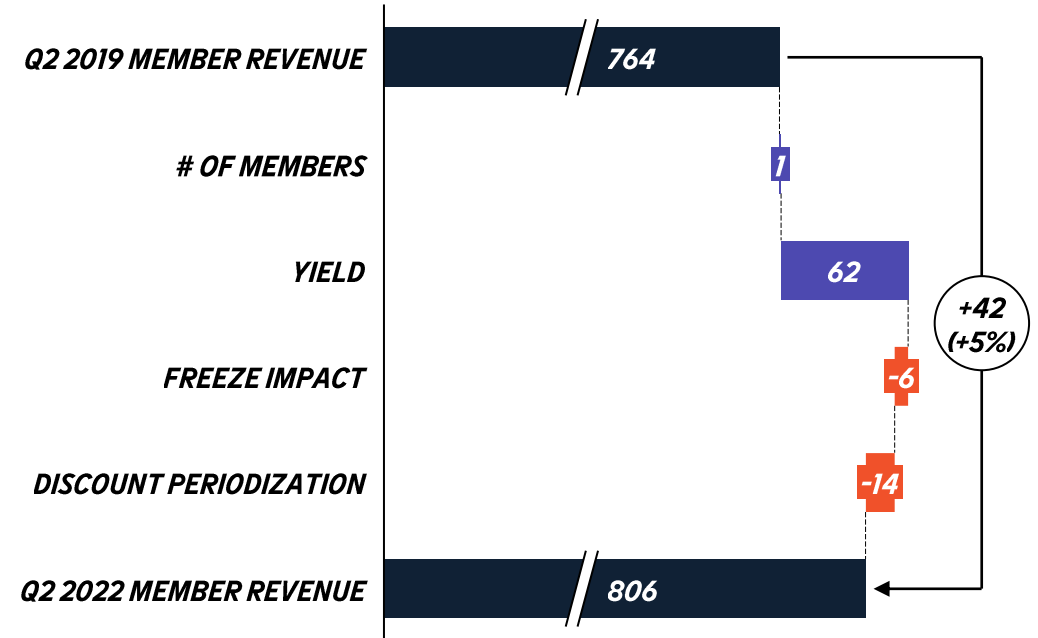 Q2 2019 MEMBER REVENUE
764
# OF MEMBERS
1
YIELD
62
+42
(+5%)
FREEZE IMPACT
-6
DISCOUNT PERIODIZATION
-14
Q2 2022 MEMBER REVENUE
806